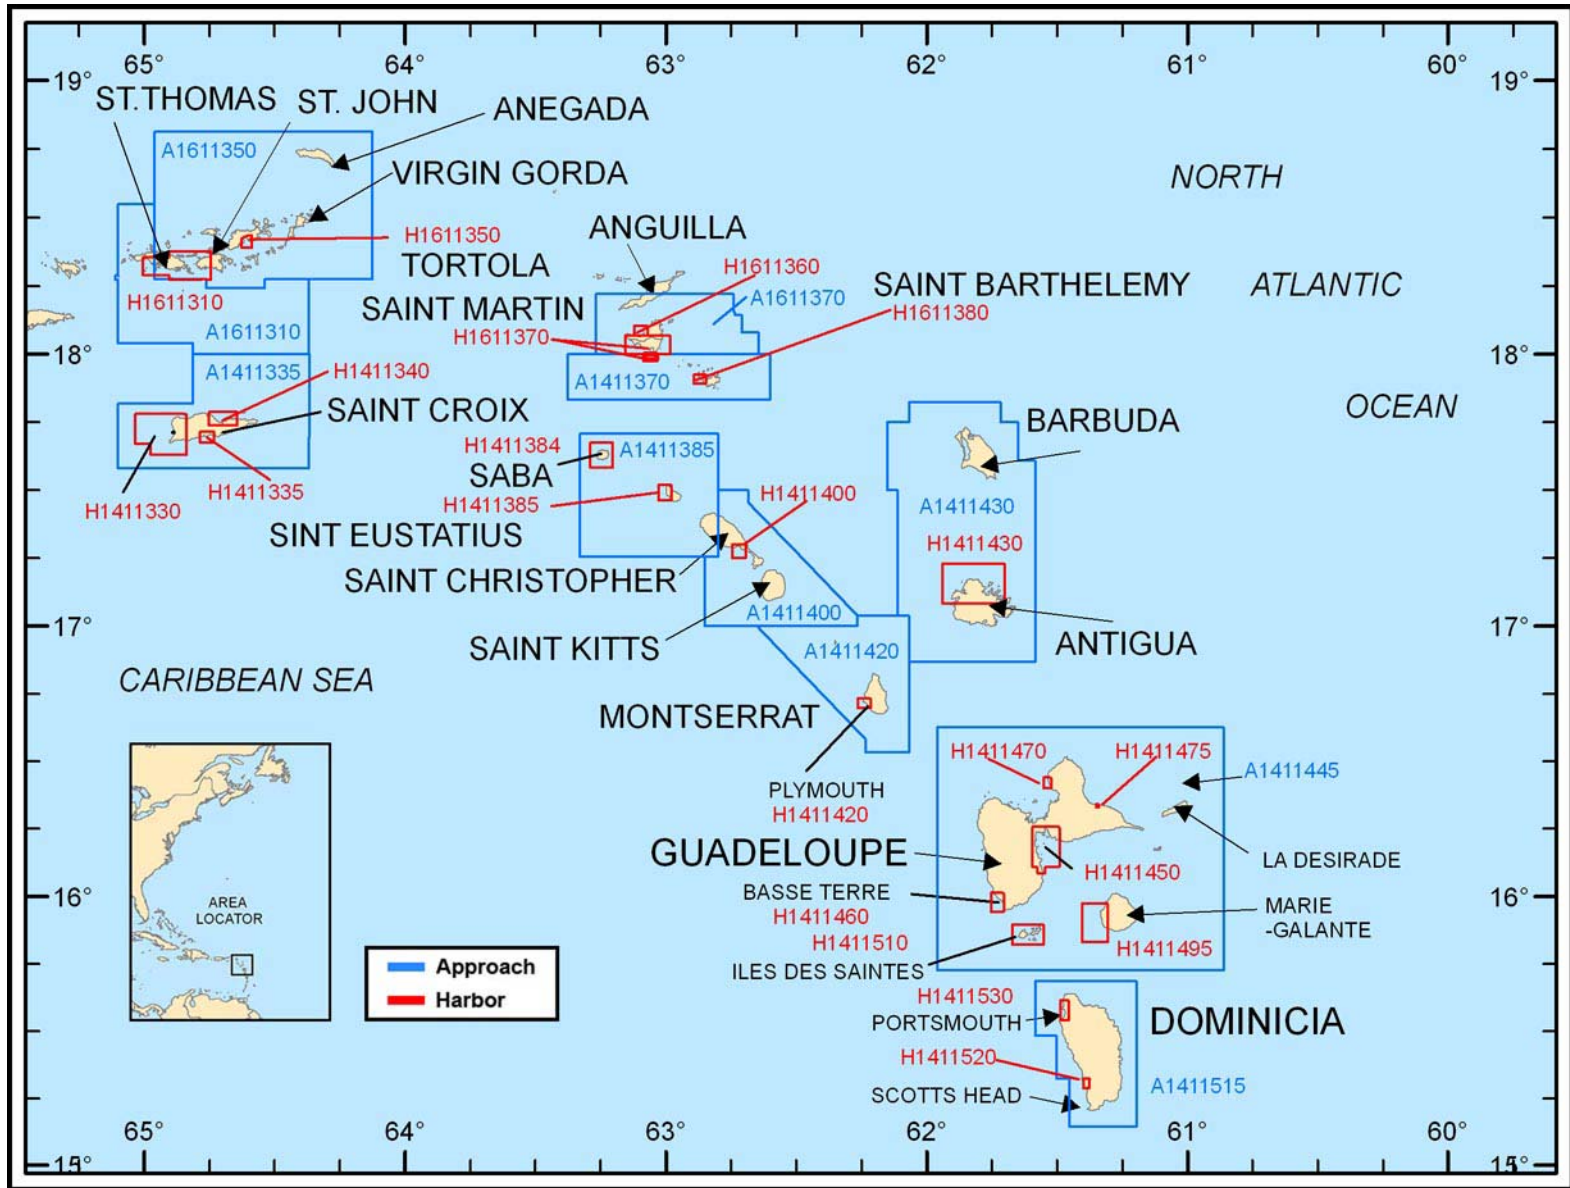 65°
64°
63°
62°
61°
60°
19°
19°
ST.THOMAS
ST. JOHN
ANEGADA
A1611350
VIRGIN GORDA
NORTH
H1611350
TORTOLA
ANGUILLA
H1611360
SAINT BARTHELEMY
ATLANTIC
H1611310
SAINT MARTIN
A1611370
H1611380
A1611310
H1611370
18°
18°
A1411335
H1411340
A1411370
SAINT CROIX
OCEAN
BARBUDA
H1411384
A1411385
SABA
H1411335
H1411385
H1411400
H1411330
A1411430
SINT EUSTATIUS
H1411430
SAINT CHRISTOPHER
A1411400
17°
17°
SAINT KITTS
A1411420
ANTIGUA
CARIBBEAN SEA
MONTSERRAT
H1411470
H1411475
A1411445
PLYMOUTH
H1411420
GUADELOUPE
LA DESIRADE
H1411450
BASSE TERRE
16°
16°
AREA
LOCATOR
H1411460
MARIE
-GALANTE
H1411510
H1411495
ILES DES SAINTES
Approach
Harbor
H1411530
PORTSMOUTH
DOMINICIA
H1411520
A1411515
SCOTTS HEAD
65°
64°
63°
62°
61°
60°
15°
15°